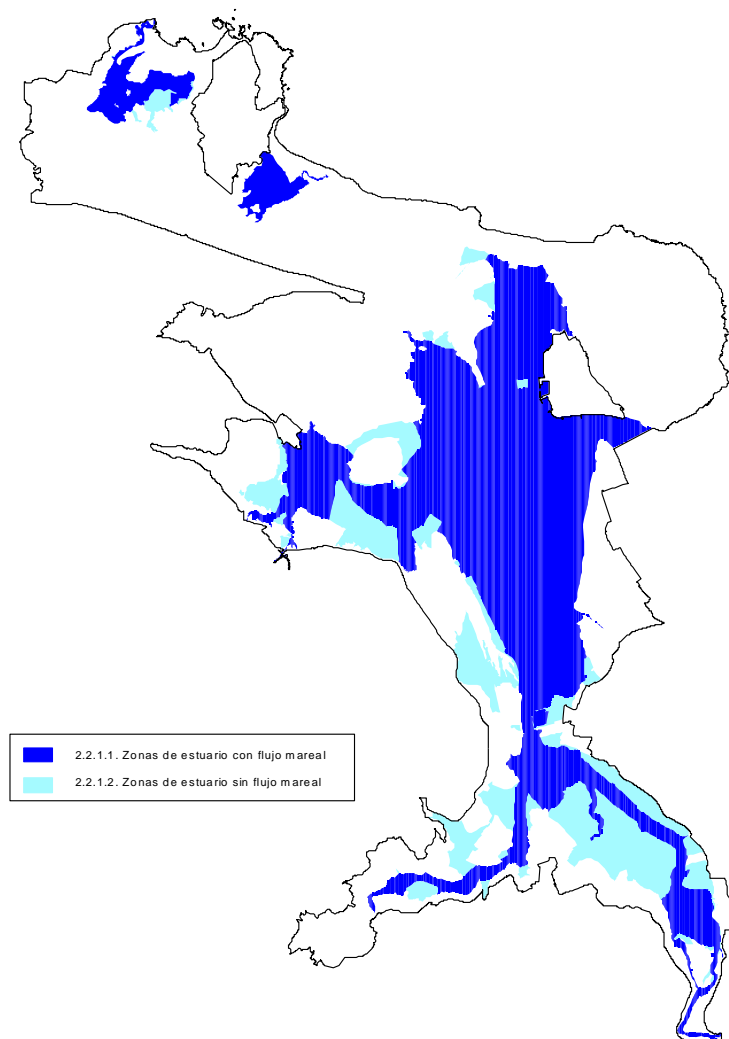 2.2.1.1. Zonas de estuario con flujo mareal
2.2.1.2. Zonas de estuario sin flujo mareal